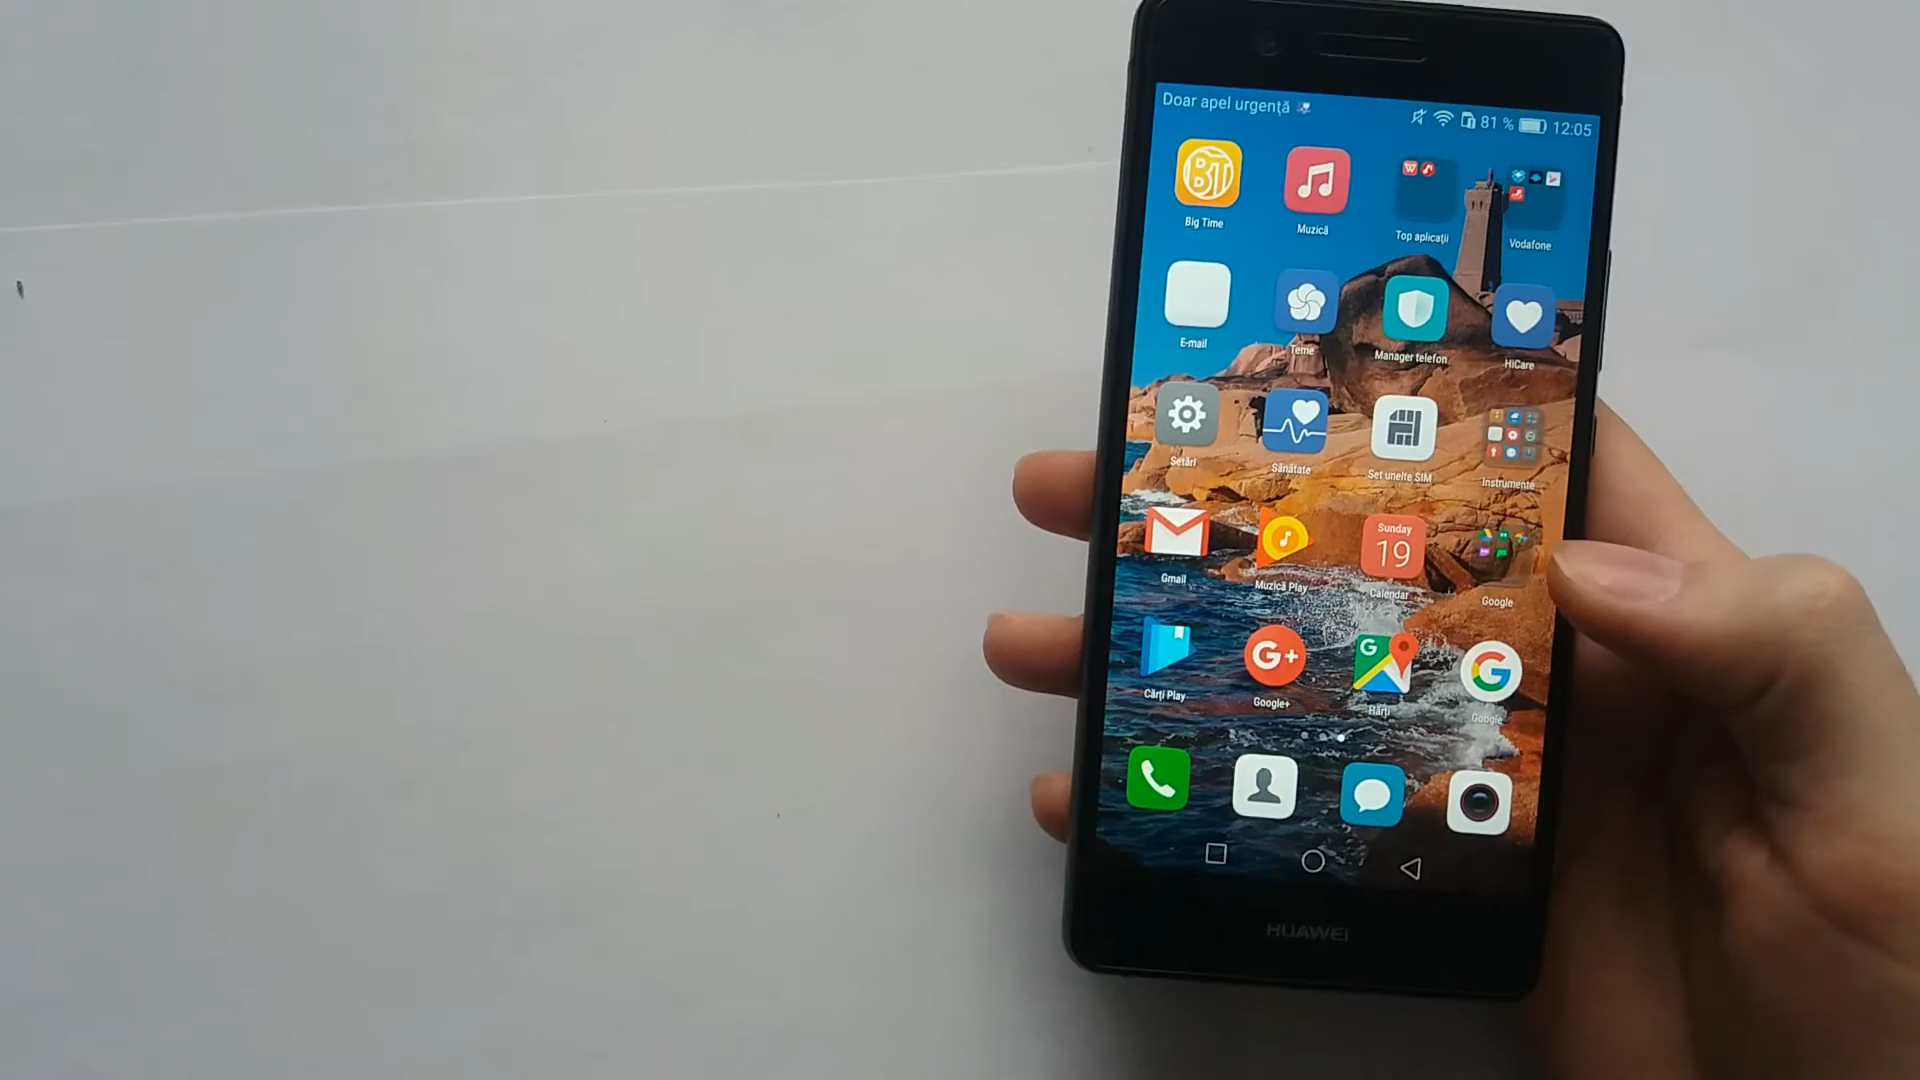 Doar apel urgență
81 % 12:05
Big Time
Muzică
Top aplicații
Vodafone
E-mail
Teme
Manager telefon
HiCare
Setări
Sănătate
Set unelte SIM
Instrumente
Sunday
19
Gmail
Muzică Play
Calendar
Google
G+
G
G
Cărți Play
Google+
Hărți
Google
HUAWEI